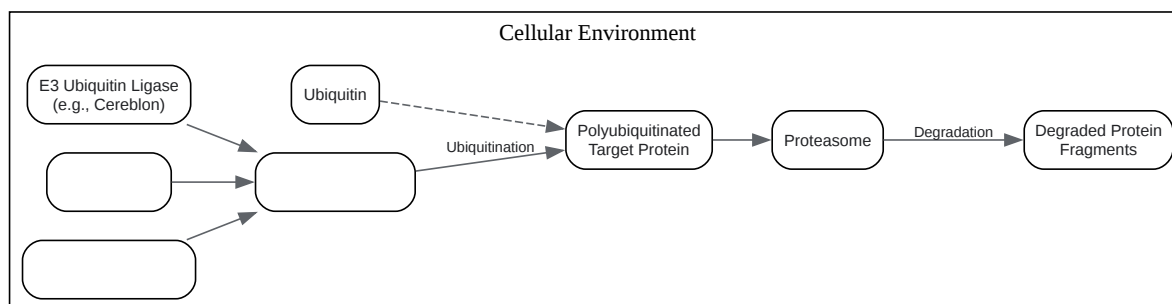 Cellular Environment
E3 Ubiquitin Ligase
(e.g., Cereblon)
Ubiquitin
Ubiquitination
Polyubiquitinated
Target Protein
Proteasome
Degradation
Degraded Protein
Fragments